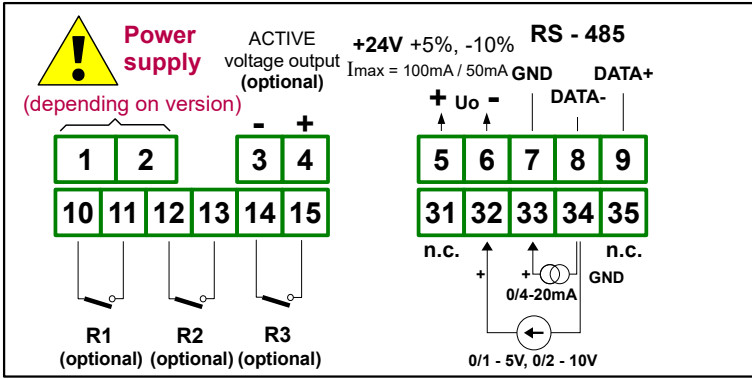 Power
supply
(depending on version)
ACTIVE
voltage output
(optional)
- +
+24V +5%, -10%
Imax = 100mA / 50mA
+ Uo -
RS - 485
GND DATA+
DATA-
1 2 3 4 5 6 7 8 9
10 11 12 13 14 15 31 32 33 34 35
n.c. n.c.
+ + GND
0/4-20mA
R1 R2 R3
(optional) (optional) (optional)
0/1 - 5V, 0/2 - 10V